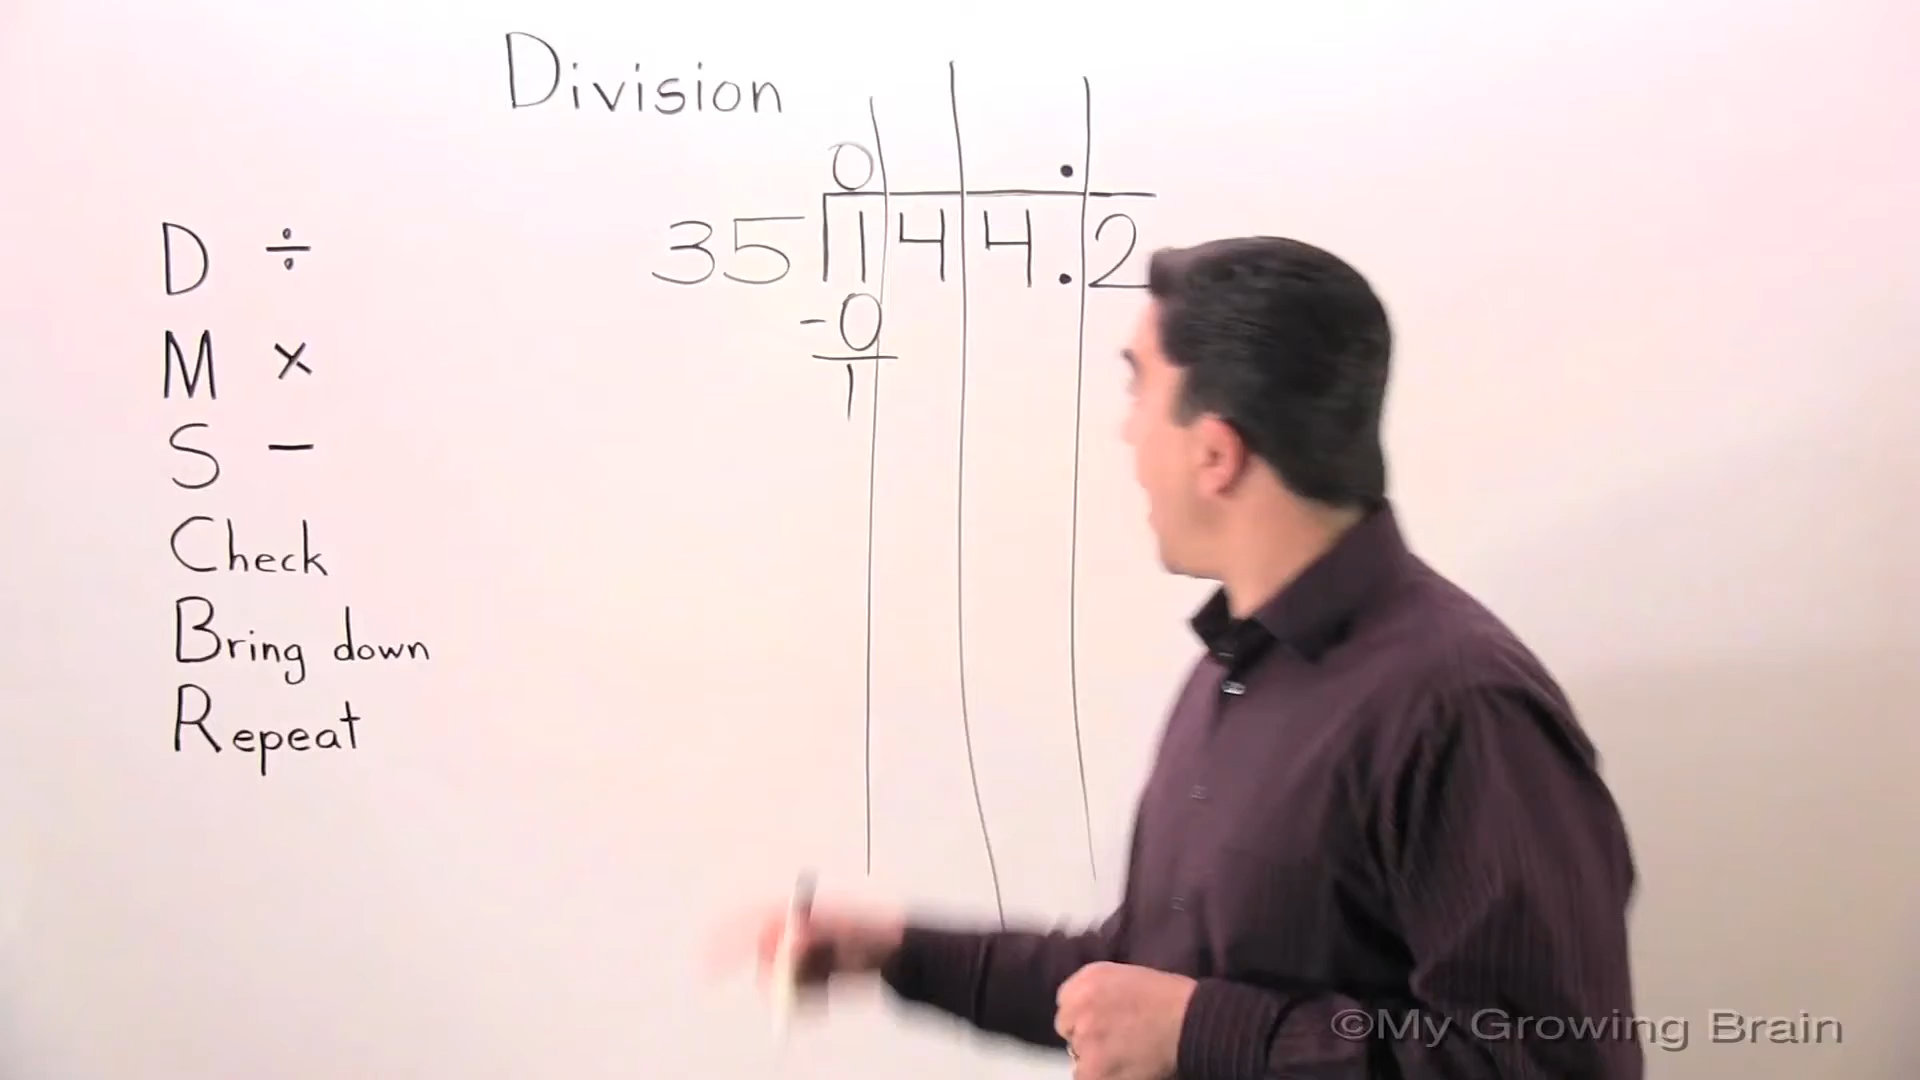 Division
0 .
35 144.2
-0
1
D ÷
M ×
S −
Check
Bring down
Repeat
©My Growing Brain